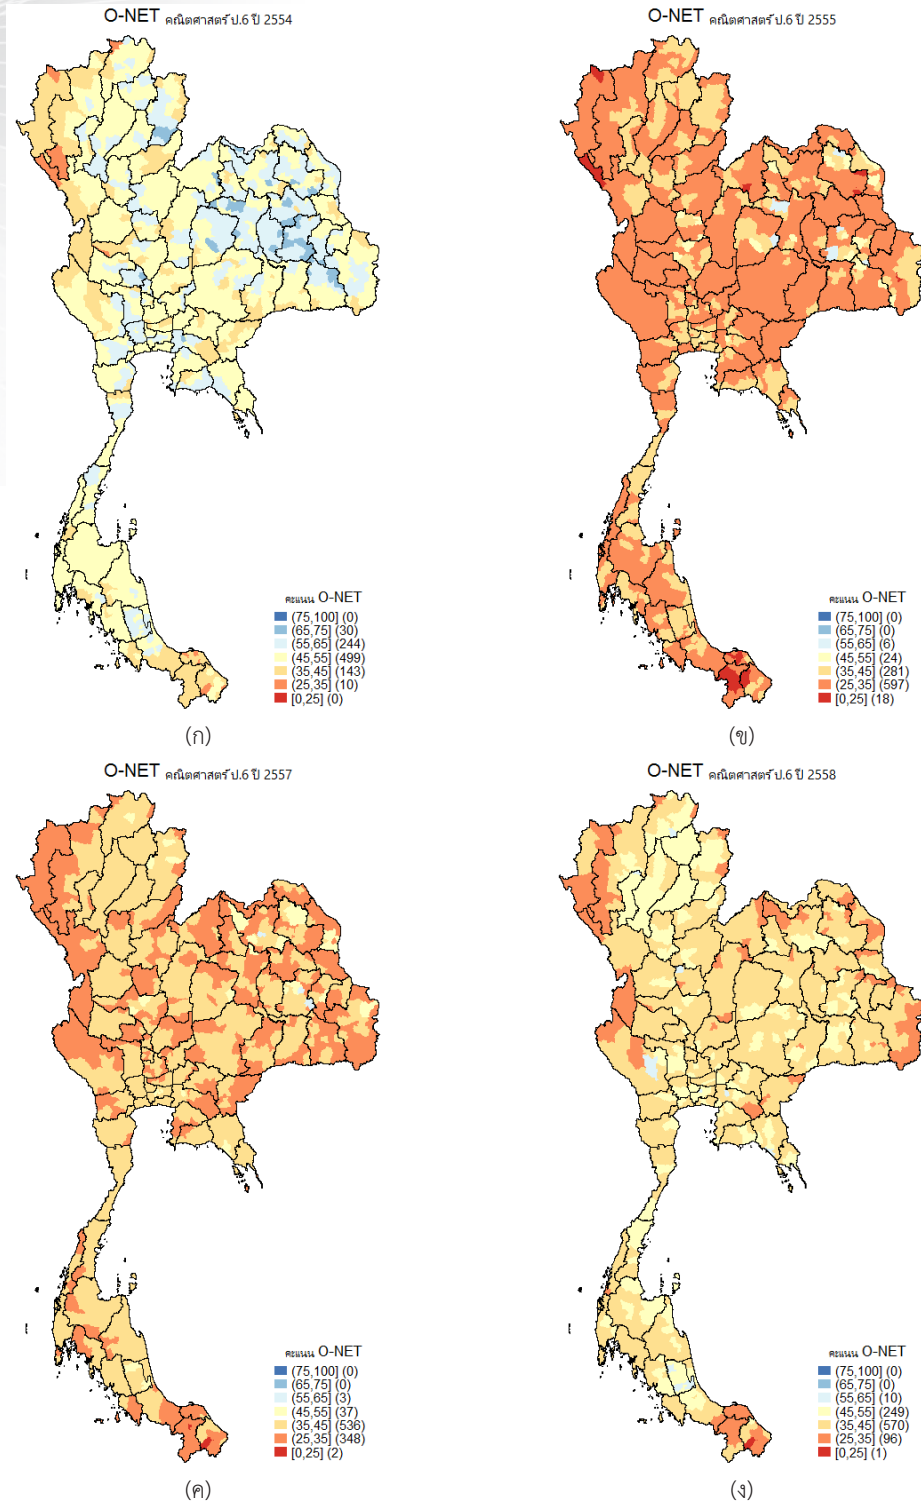 O-NET คณิตศาสตร์ ป.6 ปี 2554
คะแนน O-NET
(75,100] (0)
(65,75] (30)
(55,65] (244)
(45,55] (499)
(35,45] (143)
(25,35] (10)
[0,25] (0)
(ก)
O-NET คณิตศาสตร์ ป.6 ปี 2555
คะแนน O-NET
(75,100] (0)
(65,75] (0)
(55,65] (6)
(45,55] (24)
(35,45] (281)
(25,35] (597)
[0,25] (18)
(ข)
O-NET คณิตศาสตร์ ป.6 ปี 2557
คะแนน O-NET
(75,100] (0)
(65,75] (0)
(55,65] (3)
(45,55] (37)
(35,45] (536)
(25,35] (348)
[0,25] (2)
(ค)
O-NET คณิตศาสตร์ ป.6 ปี 2558
คะแนน O-NET
(75,100] (0)
(65,75] (0)
(55,65] (10)
(45,55] (249)
(35,45] (570)
(25,35] (96)
[0,25] (1)
(ง)